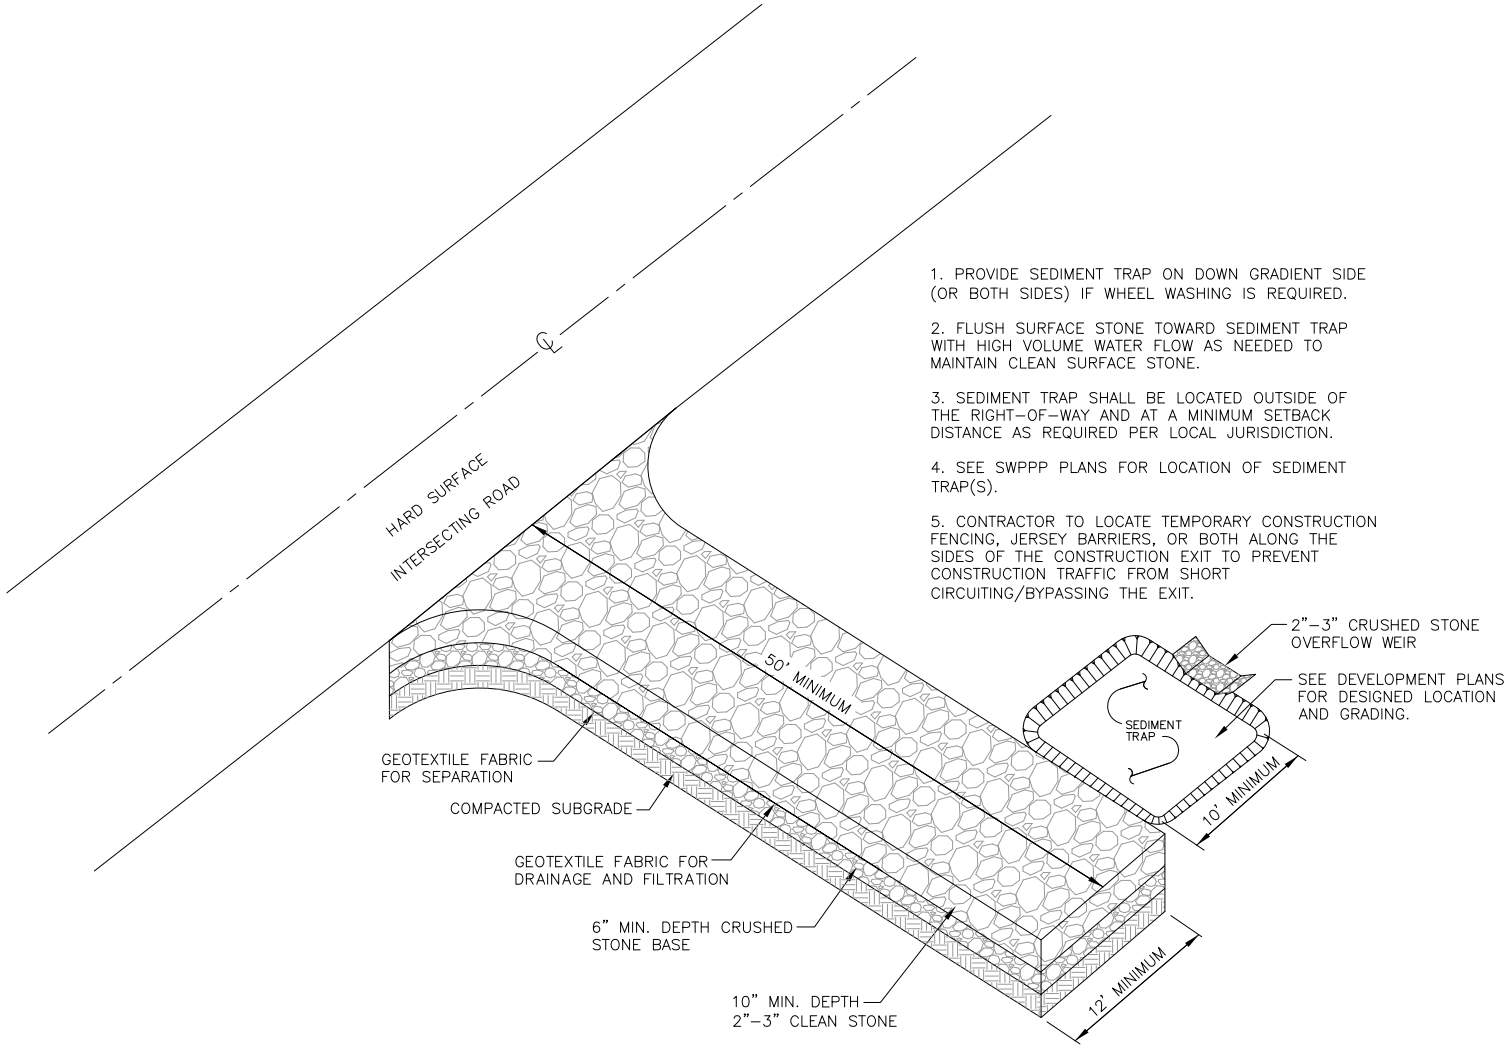 1. PROVIDE SEDIMENT TRAP ON DOWN GRADIENT SIDE
(OR BOTH SIDES) IF WHEEL WASHING IS REQUIRED.
2. FLUSH SURFACE STONE TOWARD SEDIMENT TRAP
WITH HIGH VOLUME WATER FLOW AS NEEDED TO
MAINTAIN CLEAN SURFACE STONE.
3. SEDIMENT TRAP SHALL BE LOCATED OUTSIDE OF
THE RIGHT-OF-WAY AND AT A MINIMUM SETBACK
DISTANCE AS REQUIRED PER LOCAL JURISDICTION.
4. SEE SWPPP PLANS FOR LOCATION OF SEDIMENT
TRAP(S).
5. CONTRACTOR TO LOCATE TEMPORARY CONSTRUCTION
FENCING, JERSEY BARRIERS, OR BOTH ALONG THE
SIDES OF THE CONSTRUCTION EXIT TO PREVENT
CONSTRUCTION TRAFFIC FROM SHORT
CIRCUITING/BYPASSING THE EXIT.
℄
HARD SURFACE
INTERSECTING ROAD
50' MINIMUM
2"-3" CRUSHED STONE
OVERFLOW WEIR
SEE DEVELOPMENT PLANS
FOR DESIGNED LOCATION
AND GRADING.
SEDIMENT
TRAP
10' MINIMUM
GEOTEXTILE FABRIC
FOR SEPARATION
COMPACTED SUBGRADE
GEOTEXTILE FABRIC FOR
DRAINAGE AND FILTRATION
6" MIN. DEPTH CRUSHED
STONE BASE
10" MIN. DEPTH
2"-3" CLEAN STONE
12' MINIMUM